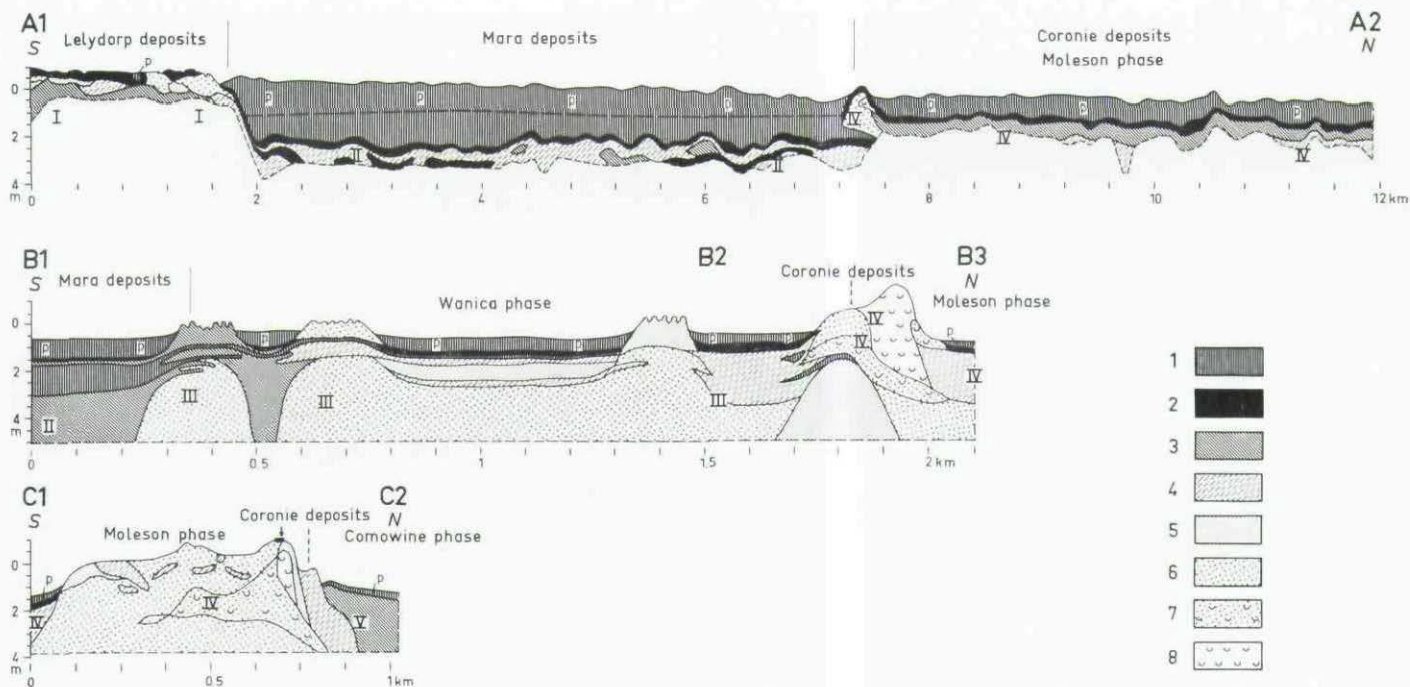 A1 A2
S Lelydorp deposits Mara deposits Coronie deposits N
Moleson phase
p
0 p p p p IV p p p
I I
2 II II IV IV
4
m
0 2 4 6 8 10 12 km
B1 B2 B3
S Coronie deposits N
Mara deposits Wanica phase Moleson phase
0 p p p p p p p IV
IV
2 III III III IV
4 II
m
0 0.5 1 1.5 2 km
C1 C2
S Coronie deposits N
Moleson phase Comowine phase
0 p p
2 IV IV V
4
m
0 0.5 1 km
1
2
3
4
5
6
7
8